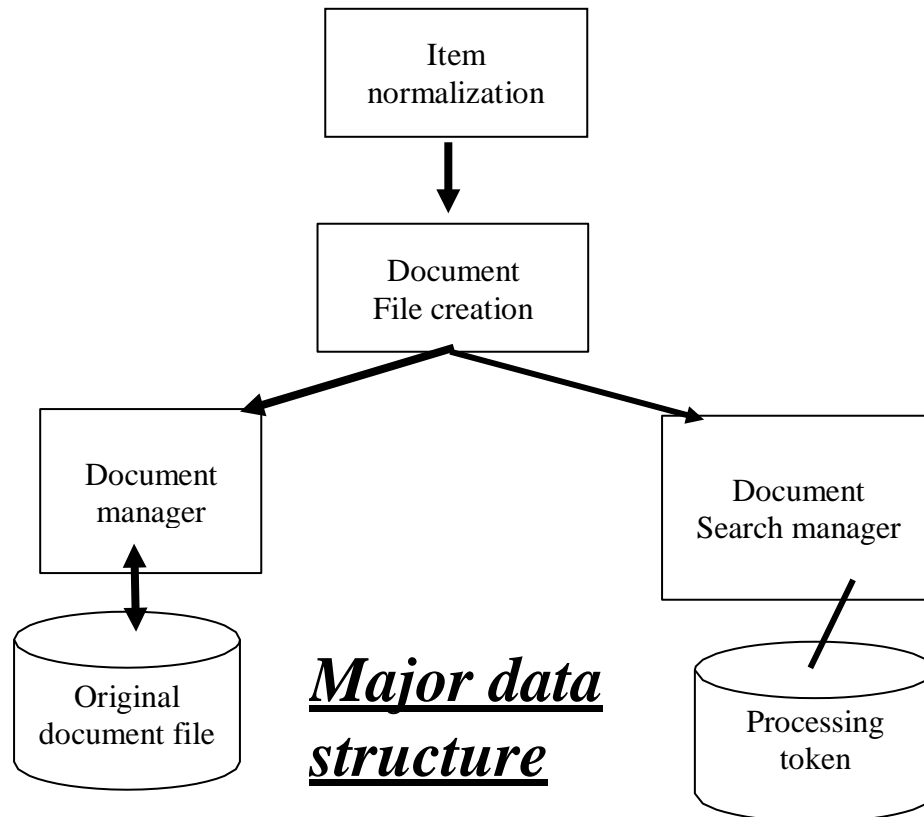 Item
normalization
Document
File creation
Document
manager
Document
Search manager
Original
document file
Major data
structure
Processing
token